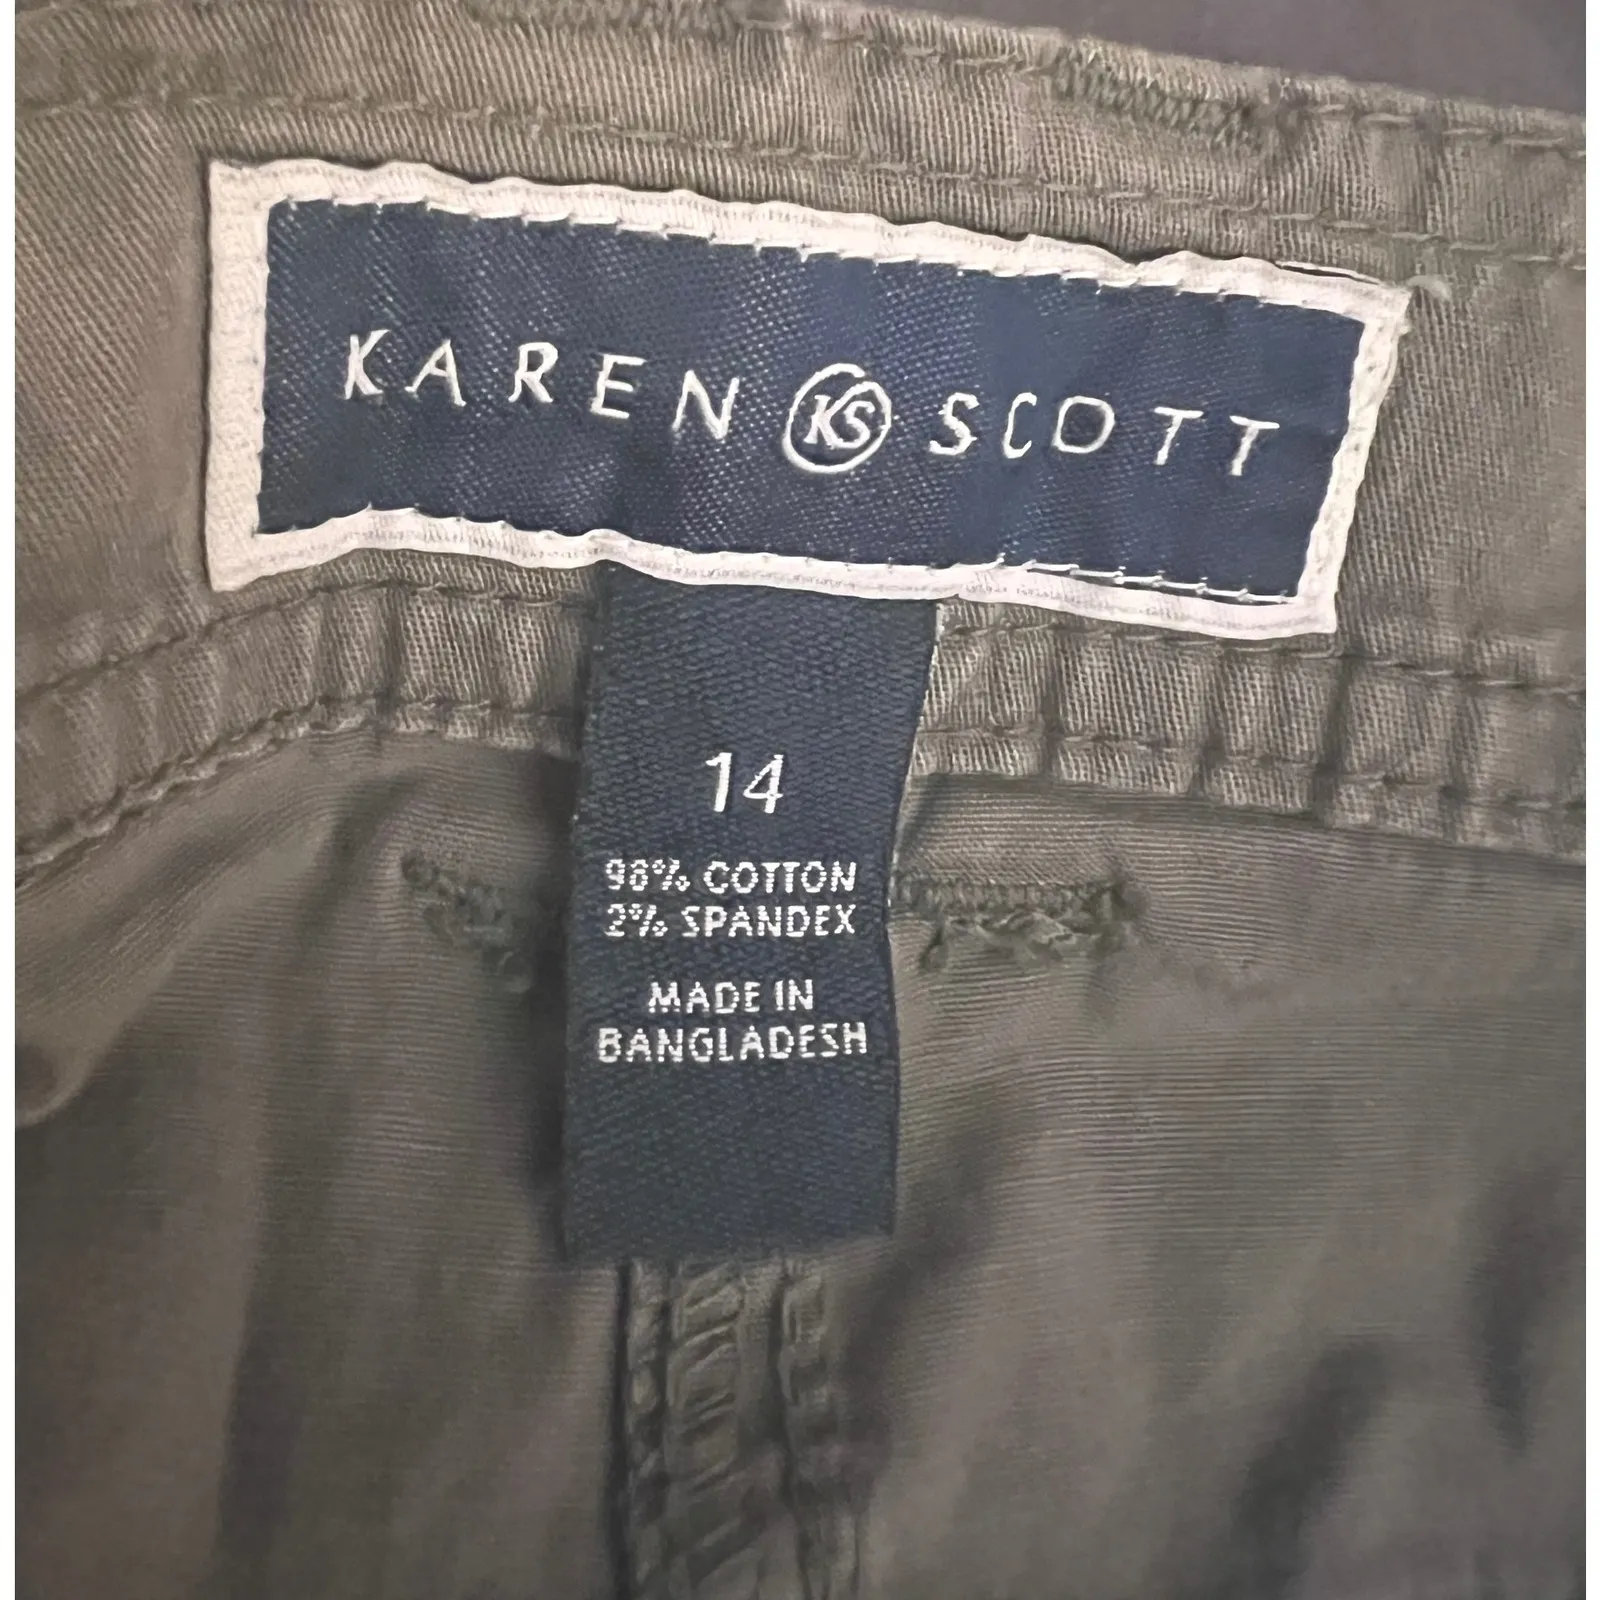 KAREN KS SCOTT
14
98% COTTON
2% SPANDEX
MADE IN
BANGLADESH